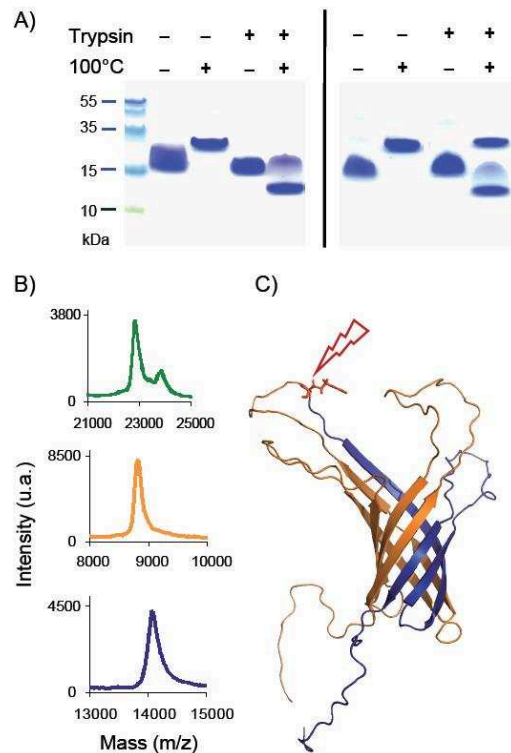 A)
Trypsin – – + + – – + +
100°C – + – + – + – +
55
35
15
10
kDa
B)
C)
3800
0
21000 23000 25000
8500
0
8000 9000 10000
4500
0
13000 14000 15000
Intensity (u.a.)
Mass (m/z)